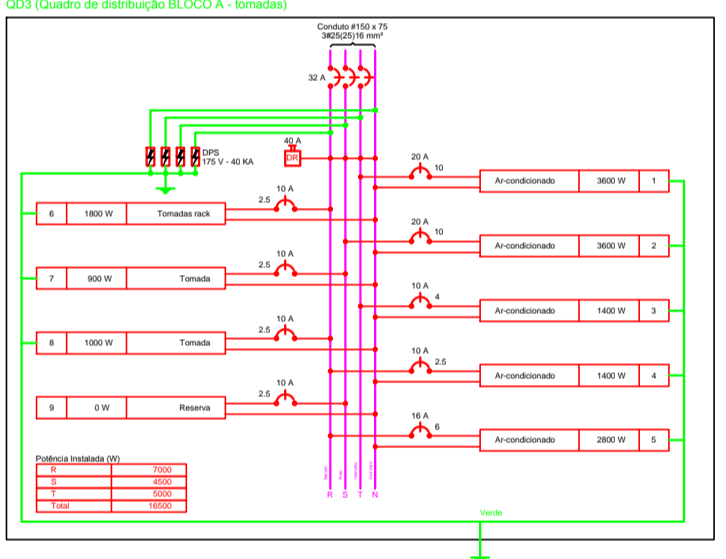 QD3 (Quadro de distribuição BLOCO A - tomadas)
Conduto #150 x 75
3#25(25)16 mm²
32 A
DPS
175 V - 40 KA
40 A
DR
20 A
10
Ar-condicionado 3600 W 1
10 A
2.5
6 1800 W Tomadas rack
20 A
10
Ar-condicionado 3600 W 2
10 A
2.5
7 900 W Tomada
10 A
4
Ar-condicionado 1400 W 3
10 A
2.5
8 1000 W Tomada
10 A
2.5
Ar-condicionado 1400 W 4
10 A
2.5
9 0 W Reserva
16 A
6
Ar-condicionado 2800 W 5
Potência Instalada (W)
R 7000
S 4500
T 5000
Total 16500
R S T N
Verde